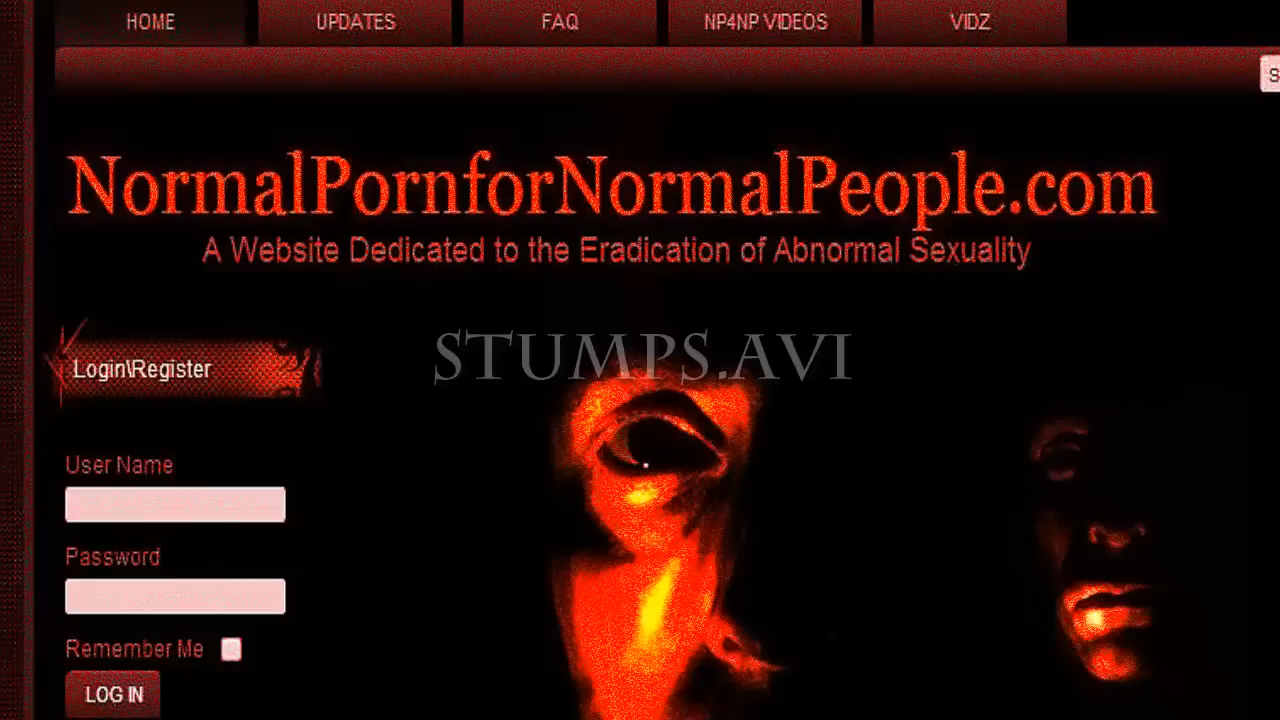 HOME
UPDATES
FAQ
NP4NP VIDEOS
VIDZ
S
NormalPornforNormalPeople.com
A Website Dedicated to the Eradication of Abnormal Sexuality
STUMPS.AVI
Login\Register
User Name
Password
Remember Me
LOG IN